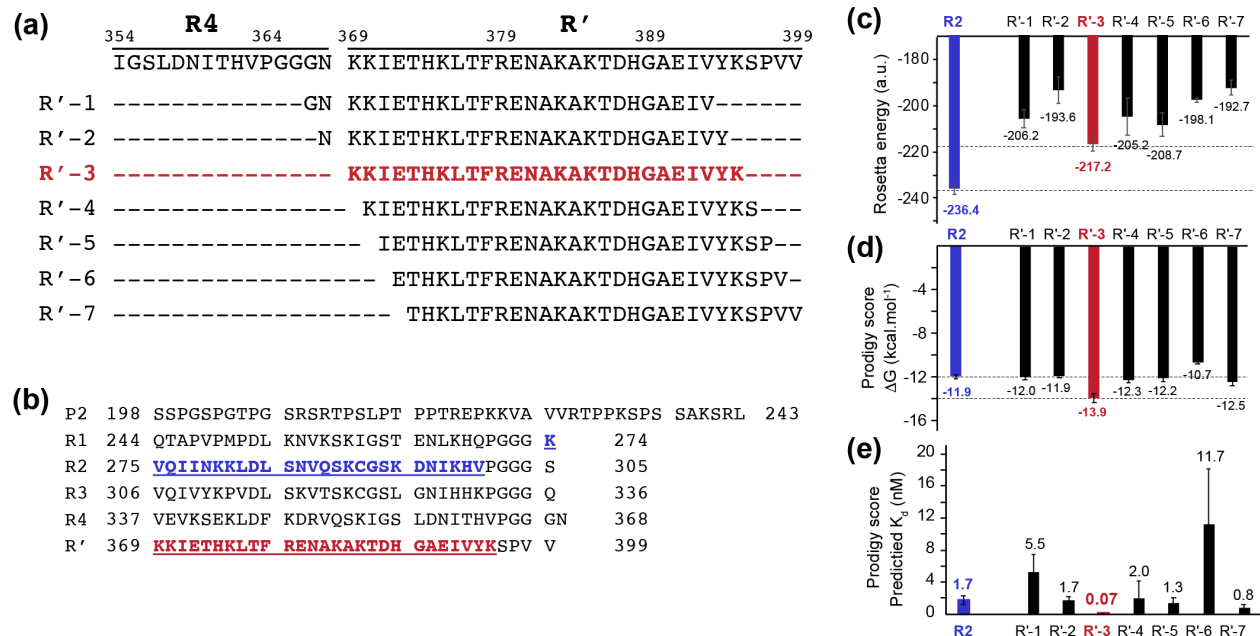 (a)
R4 R′
354 364 369 379 389 399
IGSLDNITHVPGGGN KKIETHKLTFRENAKAKTDHGAEIVYKSPVV
R′-1 -------------GN KKIETHKLTFRENAKAKTDHGAEIV------
R′-2 --------------N KKIETHKLTFRENAKAKTDHGAEIVY-----
R′-3 --------------- KKIETHKLTFRENAKAKTDHGAEIVYK----
R′-4 ---------------- KIETHKLTFRENAKAKTDHGAEIVYKS---
R′-5 ----------------- IETHKLTFRENAKAKTDHGAEIVYKSP--
R′-6 ------------------ ETHKLTFRENAKAKTDHGAEIVYKSPV-
R′-7 ------------------- THKLTFRENAKAKTDHGAEIVYKSPVV
(b)
P2 198 SSPGSPGTPG SRSRTPSLPT PPTREPKKVA VVRTPPKSPS SAKSRL 243
R1 244 QTAPVPMPDL KNVKSKIGST ENLKHQPGGG K 274
R2 275 VQIINKKLDL SNVQSKCGSK DNIKHVPGGG S 305
R3 306 VQIVYKPVDL SKVTSKCGSL GNIHHKPGGG Q 336
R4 337 VEVKSEKLDF KDRVQSKIGS LDNITHVPGG GN 368
R′ 369 KKIETHKLTF RENAKAKTDH GAEIVYKSPV V 399
(c)
R2 R'-1 R'-2 R'-3 R'-4 R'-5 R'-6 R'-7
Rosetta energy (a.u.)
-180
-200
-220
-240
-236.4 -206.2 -193.6 -217.2 -205.2 -208.7 -198.1 -192.7
(d)
R2 R'-1 R'-2 R'-3 R'-4 R'-5 R'-6 R'-7
Prodigy score
ΔG (kcal.mol-1)
-4
-8
-12
-16
-11.9 -12.0 -11.9 -13.9 -12.3 -12.2 -10.7 -12.5
(e)
Prodigy score
Predictied Kd (nM)
20
16
12
8
4
0
1.7 5.5 1.7 0.07 2.0 1.3 11.7 0.8
R2 R'-1 R'-2 R'-3 R'-4 R'-5 R'-6 R'-7